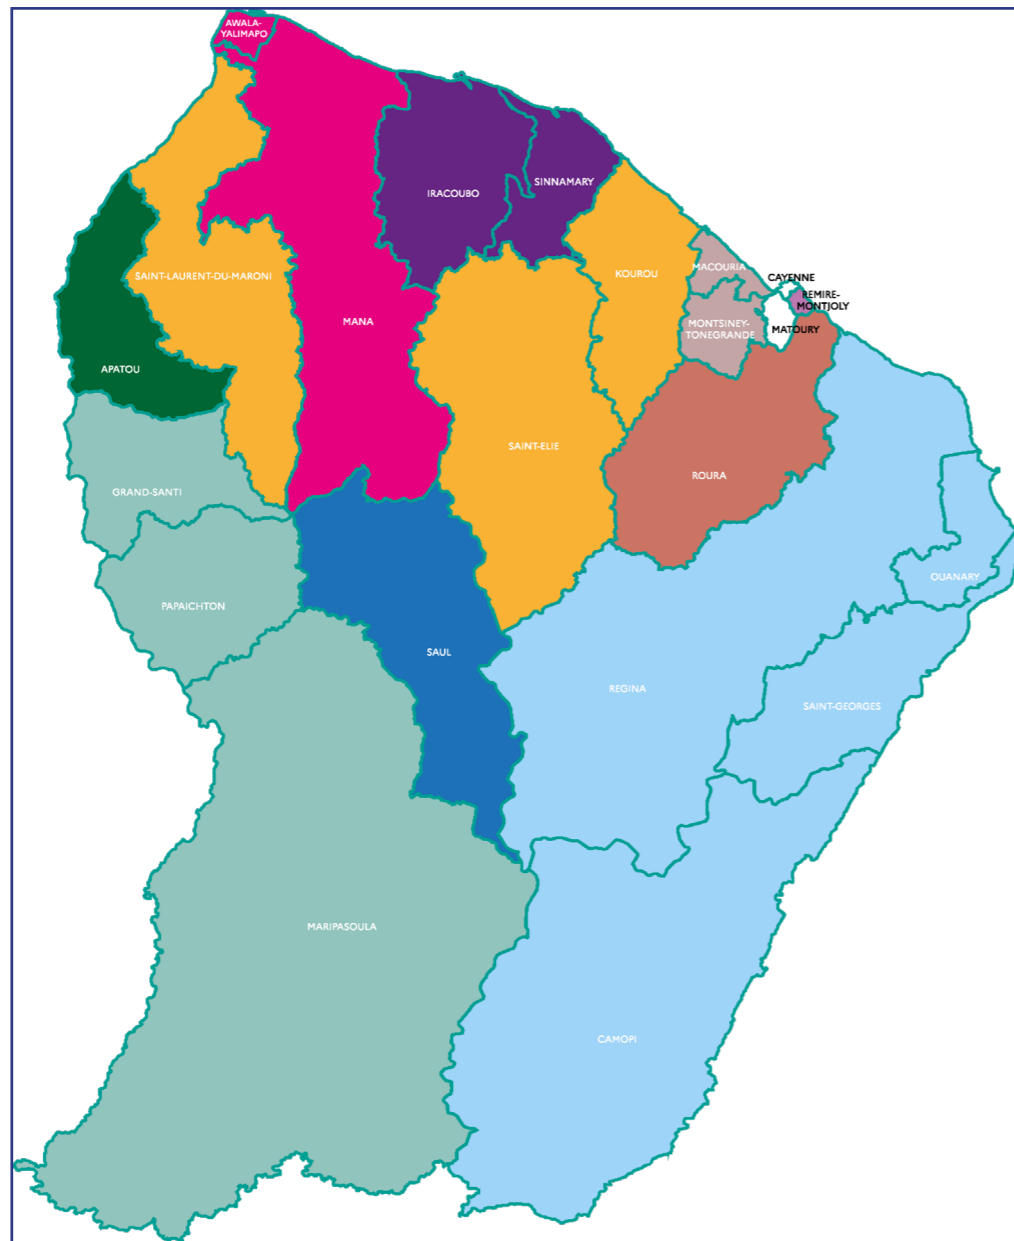 AWALA-
YALIMAPO
IRACOUBO
SINNAMARY
SAINT-LAURENT-DU-MARONI
KOUROU
MACOURIA
CAYENNE
REMIRE-
MONTJOLY
MANA
MONTSINEY-
TONEGRANDE
MATOURY
APATOU
SAINT-ELIE
ROURA
GRAND-SANTI
OUANARY
PAPAICHTON
SAUL
REGINA
SAINT-GEORGES
MARIPASOULA
CAMOPI